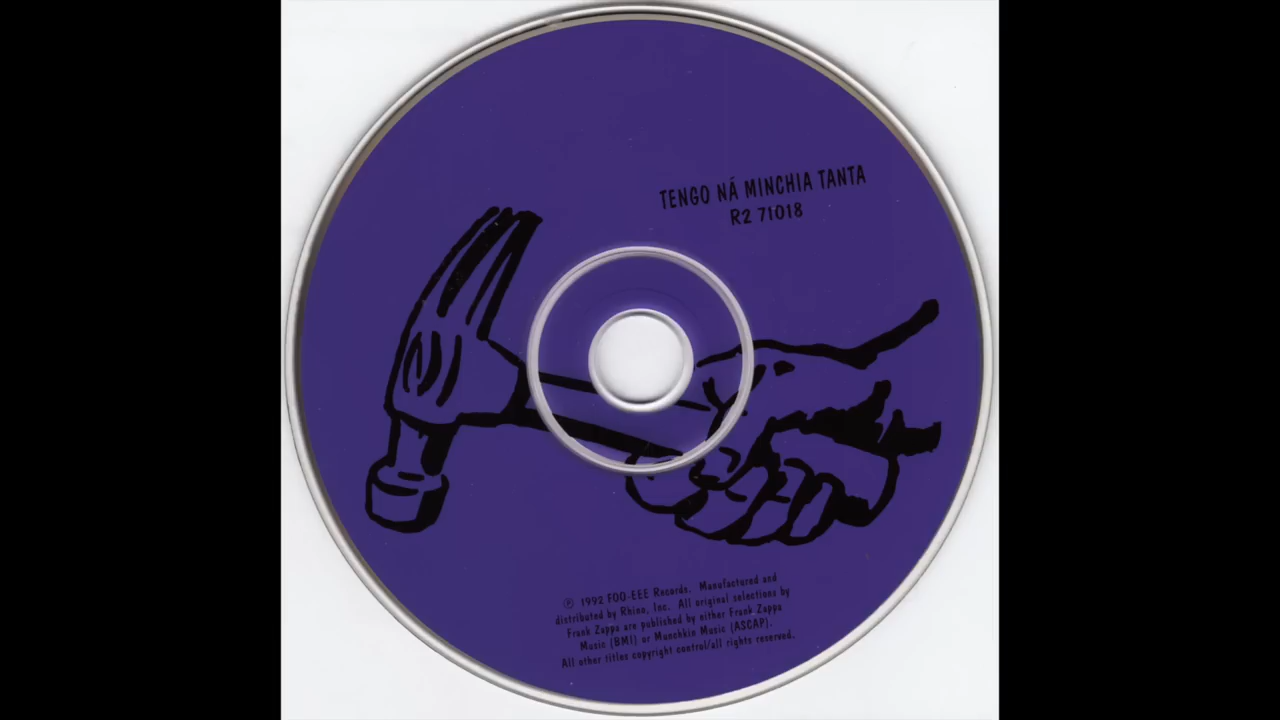 TENGO NÁ MINCHIA TANTA
R2 71018
℗ 1992 FOO-EEE Records. Manufactured and
distributed by Rhino, Inc. All original selections by
Frank Zappa are published by either Frank Zappa
Music (BMI) or Munchkin Music (ASCAP).
All other titles copyright control/all rights reserved.